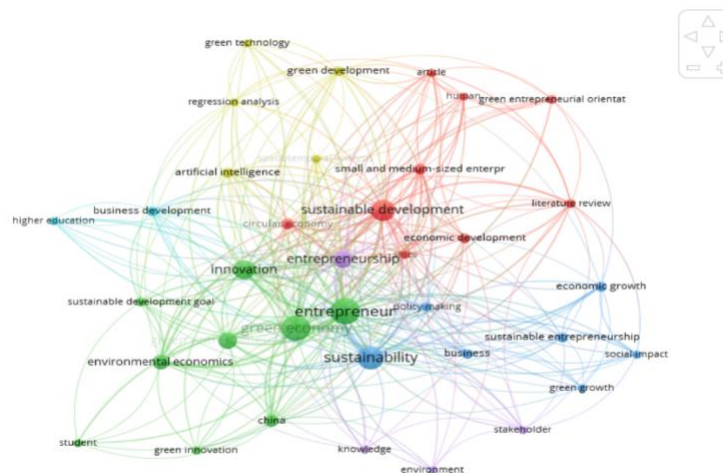 green technology
green development
article
human
green entrepreneurial orientat
regression analysis
artificial intelligence
small and medium-sized enterpr
higher education
business development
sustainable development
literature review
circular economy
economic development
entrepreneurship
innovation
economic growth
sustainable development goal
entrepreneur
policy making
green economy
sustainable entrepreneurship
environmental economics
sustainability
business
social impact
green growth
china
stakeholder
student
green innovation
knowledge
environment